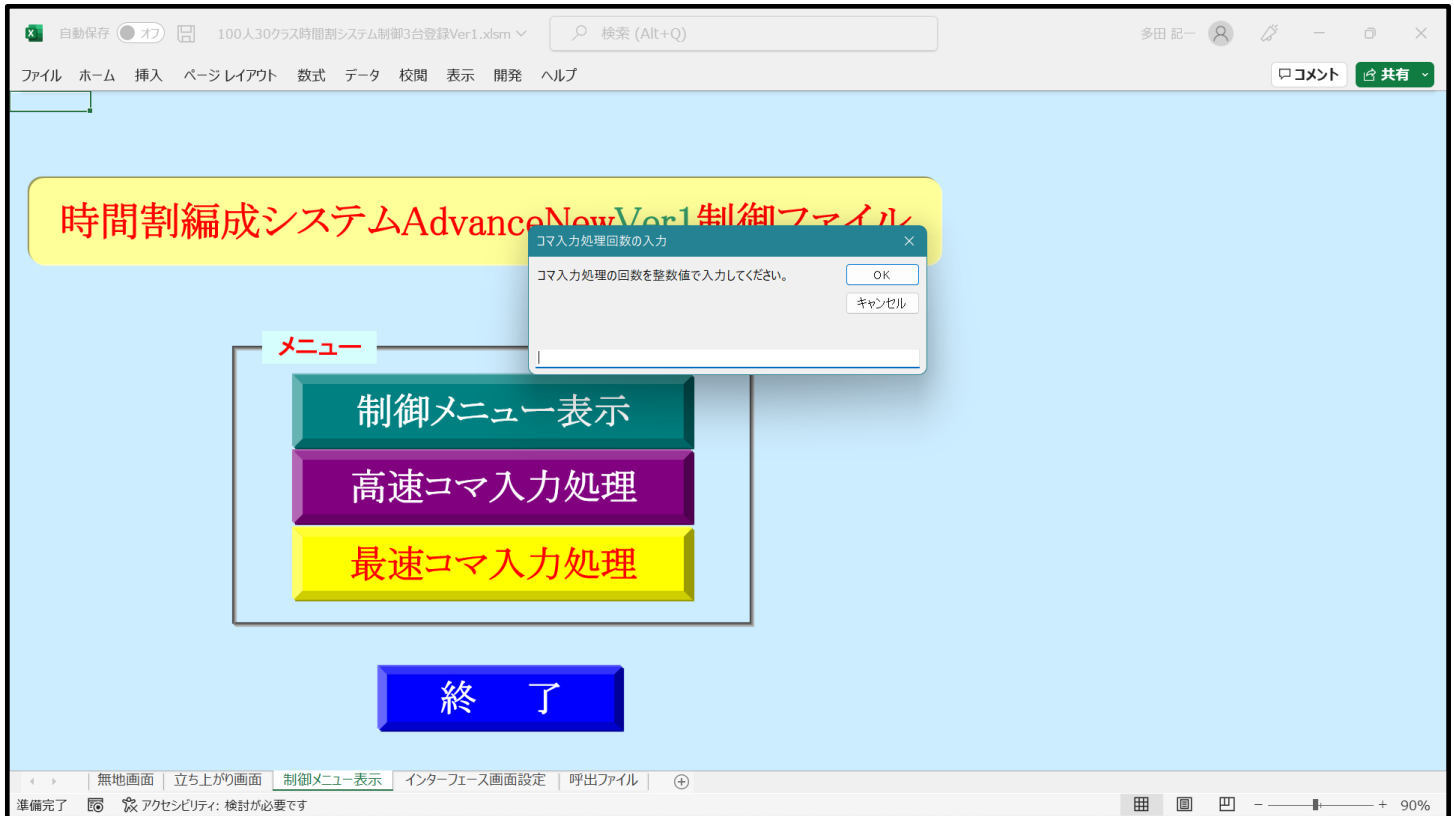 自動保存 オフ 100人30クラス時間割システム制御3台登録Ver1.xlsm 検索 (Alt+Q) 多田 記一
ファイル ホーム 挿入 ページ レイアウト 数式 データ 校閲 表示 開発 ヘルプ コメント 共有
時間割編成システムAdvanceNowVer1制御ファイル
コマ入力処理回数の入力
コマ入力処理の回数を整数値で入力してください。
OK
キャンセル
メニュー
制御メニュー表示
高速コマ入力処理
最速コマ入力処理
終 了
無地画面 立ち上がり画面 制御メニュー表示 インターフェース画面設定 呼出ファイル
準備完了 アクセシビリティ: 検討が必要です 90%